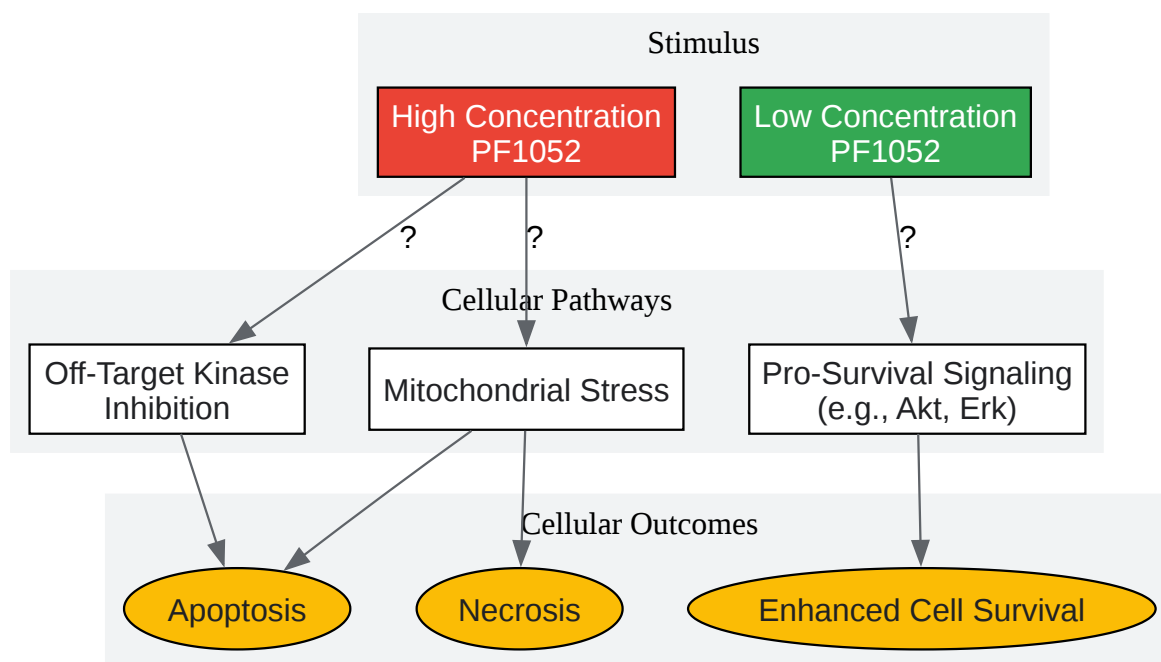 Stimulus
High Concentration
PF1052
Low Concentration
PF1052
?
?
?
Cellular Pathways
Off-Target Kinase
Inhibition
Mitochondrial Stress
Pro-Survival Signaling
(e.g., Akt, Erk)
Cellular Outcomes
Apoptosis
Necrosis
Enhanced Cell Survival